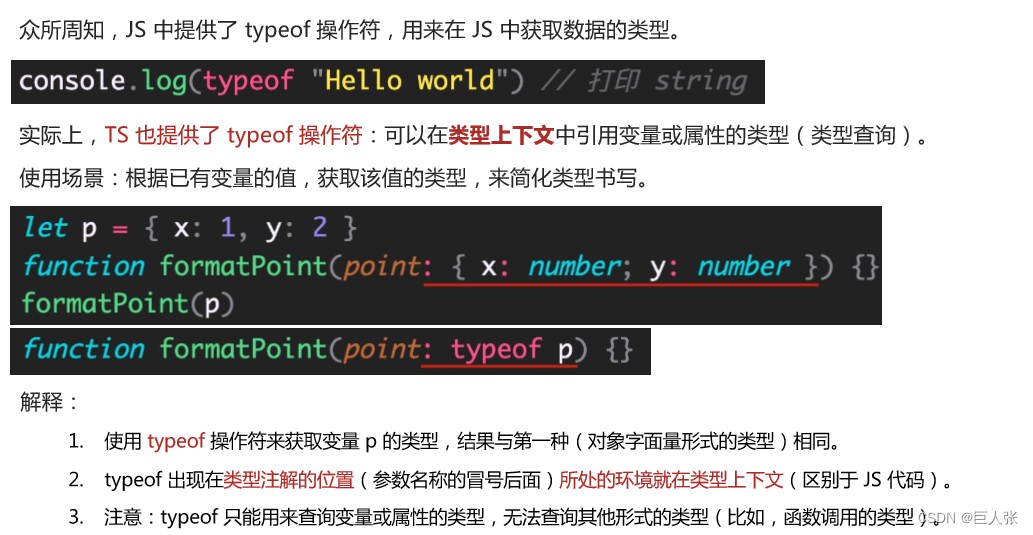 众所周知，JS 中提供了 typeof 操作符，用来在 JS 中获取数据的类型。
console.log(typeof "Hello world") // 打印 string
实际上，TS 也提供了 typeof 操作符：可以在类型上下文中引用变量或属性的类型（类型查询）。
使用场景：根据已有变量的值，获取该值的类型，来简化类型书写。
let p = { x: 1, y: 2 }
function formatPoint(point: { x: number; y: number }) {}
formatPoint(p)
function formatPoint(point: typeof p) {}
解释：
1. 使用 typeof 操作符来获取变量 p 的类型，结果与第一种（对象字面量形式的类型）相同。
2. typeof 出现在类型注解的位置（参数名称的冒号后面）所处的环境就在类型上下文（区别于 JS 代码）。
3. 注意：typeof 只能用来查询变量或属性的类型，无法查询其他形式的类型（比如，函数调用的类型）。
CSDN @巨人张